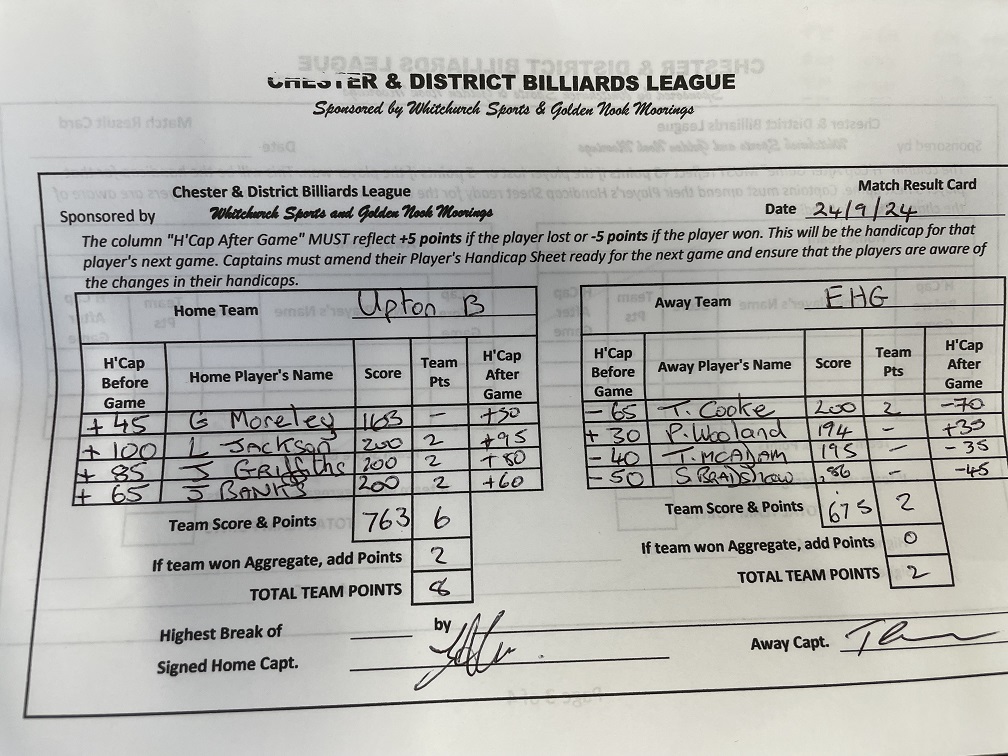 CHESTER & DISTRICT BILLIARDS LEAGUE
Sponsored by Whitchurch Sports & Golden Nook Moorings
Chester & District Billiards League Match Result Card
Sponsored by Whitchurch Sports and Golden Nook Moorings Date 24/9/24
The column "H'Cap After Game" MUST reflect +5 points if the player lost or -5 points if the player won. This will be the handicap for that
player's next game. Captains must amend their Player's Handicap Sheet ready for the next game and ensure that the players are aware of
the changes in their handicaps.
Home Team Upton B Away Team EHG
H'Cap Before Game Home Player's Name Score Team Pts H'Cap After Game H'Cap Before Game Away Player's Name Score Team Pts H'Cap After Game
+ 45 G Moreley 163 - +50 - 65 T. Cooke 200 2 -70
+ 100 L JACKSON 200 2 +95 + 30 P. Wooland 194 - +35
+ 85 J GRIffiths 200 2 +80 - 40 T. MCADAM 195 - - 35
+ 65 J BANKS 200 2 +60 - 50 S BRADShaw 86 - -45
Team Score & Points 763 6 Team Score & Points 675 2
If team won Aggregate, add Points 2 If team won Aggregate, add Points 0
TOTAL TEAM POINTS 8 TOTAL TEAM POINTS 2
Highest Break of by
Signed Home Capt. Away Capt.